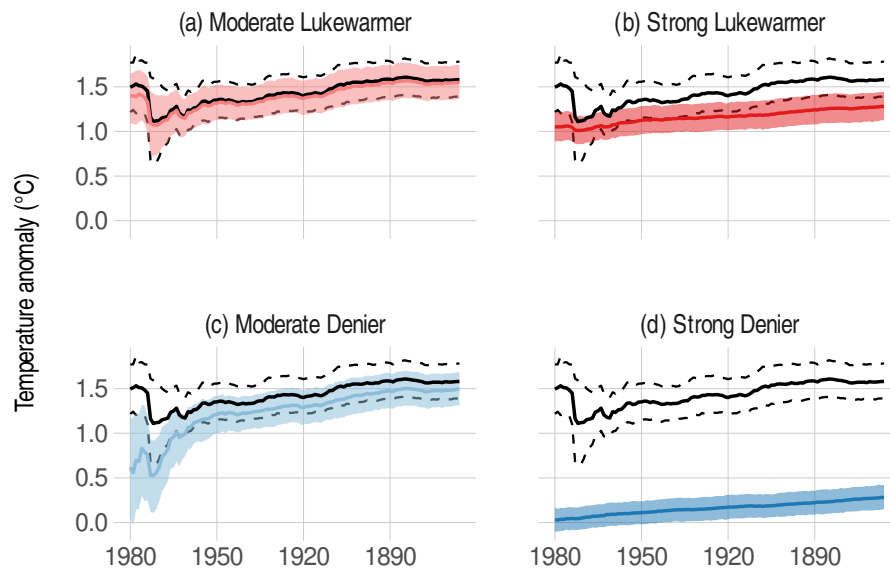 (a) Moderate Lukewarmer
(b) Strong Lukewarmer
1.5
1.0
0.5
0.0
Temperature anomaly (°C)
(c) Moderate Denier
(d) Strong Denier
1.5
1.0
0.5
0.0
1980 1950 1920 1890
1980 1950 1920 1890